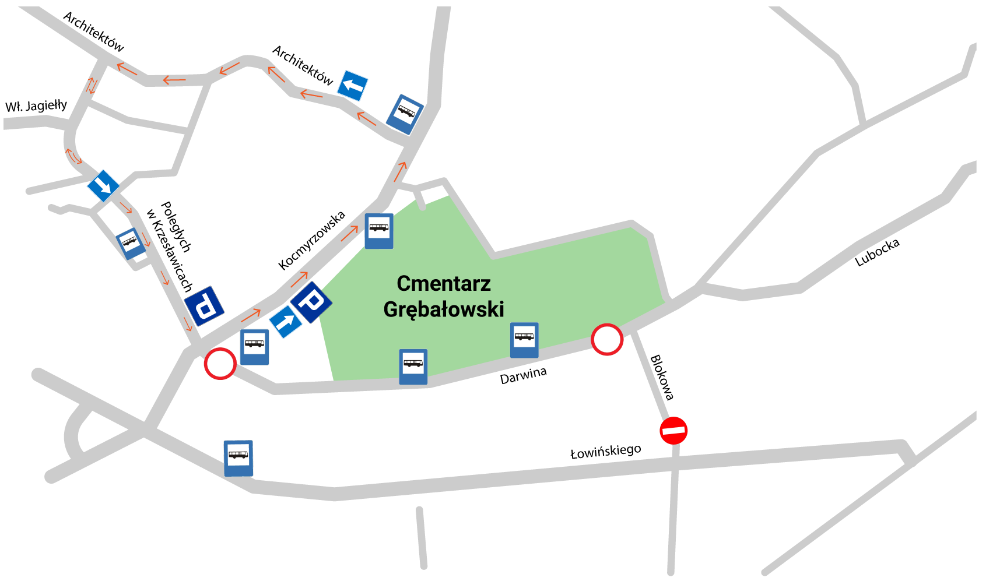 Architektów
Architektów
Wł. Jagiełły
Poległych
w Krzesławicach
Kocmyrzowska
P
P
Cmentarz
Grębałowski
Lubocka
Darwina
Blokowa
Łowińskiego